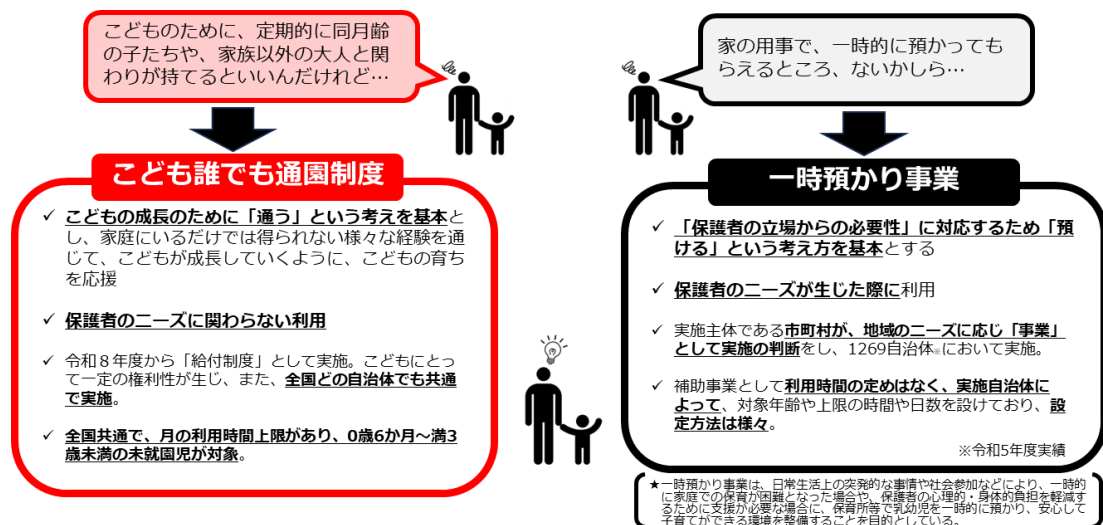 こどものために、定期的に同月齢
の子たちや、家族以外の大人と関
わりが持てるといいんだけれど…
こども誰でも通園制度
✓ こどもの成長のために「通う」という考えを基本と
し、家庭にいるだけでは得られない様々な経験を通
じて、こどもが成長していくように、こどもの育ち
を応援
✓ 保護者のニーズに関わらない利用
✓ 令和８年度から「給付制度」として実施。こどもにとっ
て一定の権利性が生じ、また、全国どの自治体でも共通
で実施。
✓ 全国共通で、月の利用時間上限があり、0歳6か月～満3
歳未満の未就園児が対象。
家の用事で、一時的に預かっても
らえるところ、ないかしら…
一時預かり事業
✓ 「保護者の立場からの必要性」に対応するため「預
ける」という考え方を基本とする
✓ 保護者のニーズが生じた際に利用
✓ 実施主体である市町村が、地域のニーズに応じ「事業」
として実施の判断をし、1269自治体※において実施。
✓ 補助事業として利用時間の定めはなく、実施自治体に
よって、対象年齢や上限の時間や日数を設けており、設
定方法は様々。
※令和5年度実績
★一時預かり事業は、日常生活上の突発的な事情や社会参加などにより、一時的
に家庭での保育が困難となった場合や、保護者の心理的・身体的負担を軽減す
るために支援が必要な場合に、保育所等で乳幼児を一時的に預かり、安心して
子育てができる環境を整備することを目的としている。